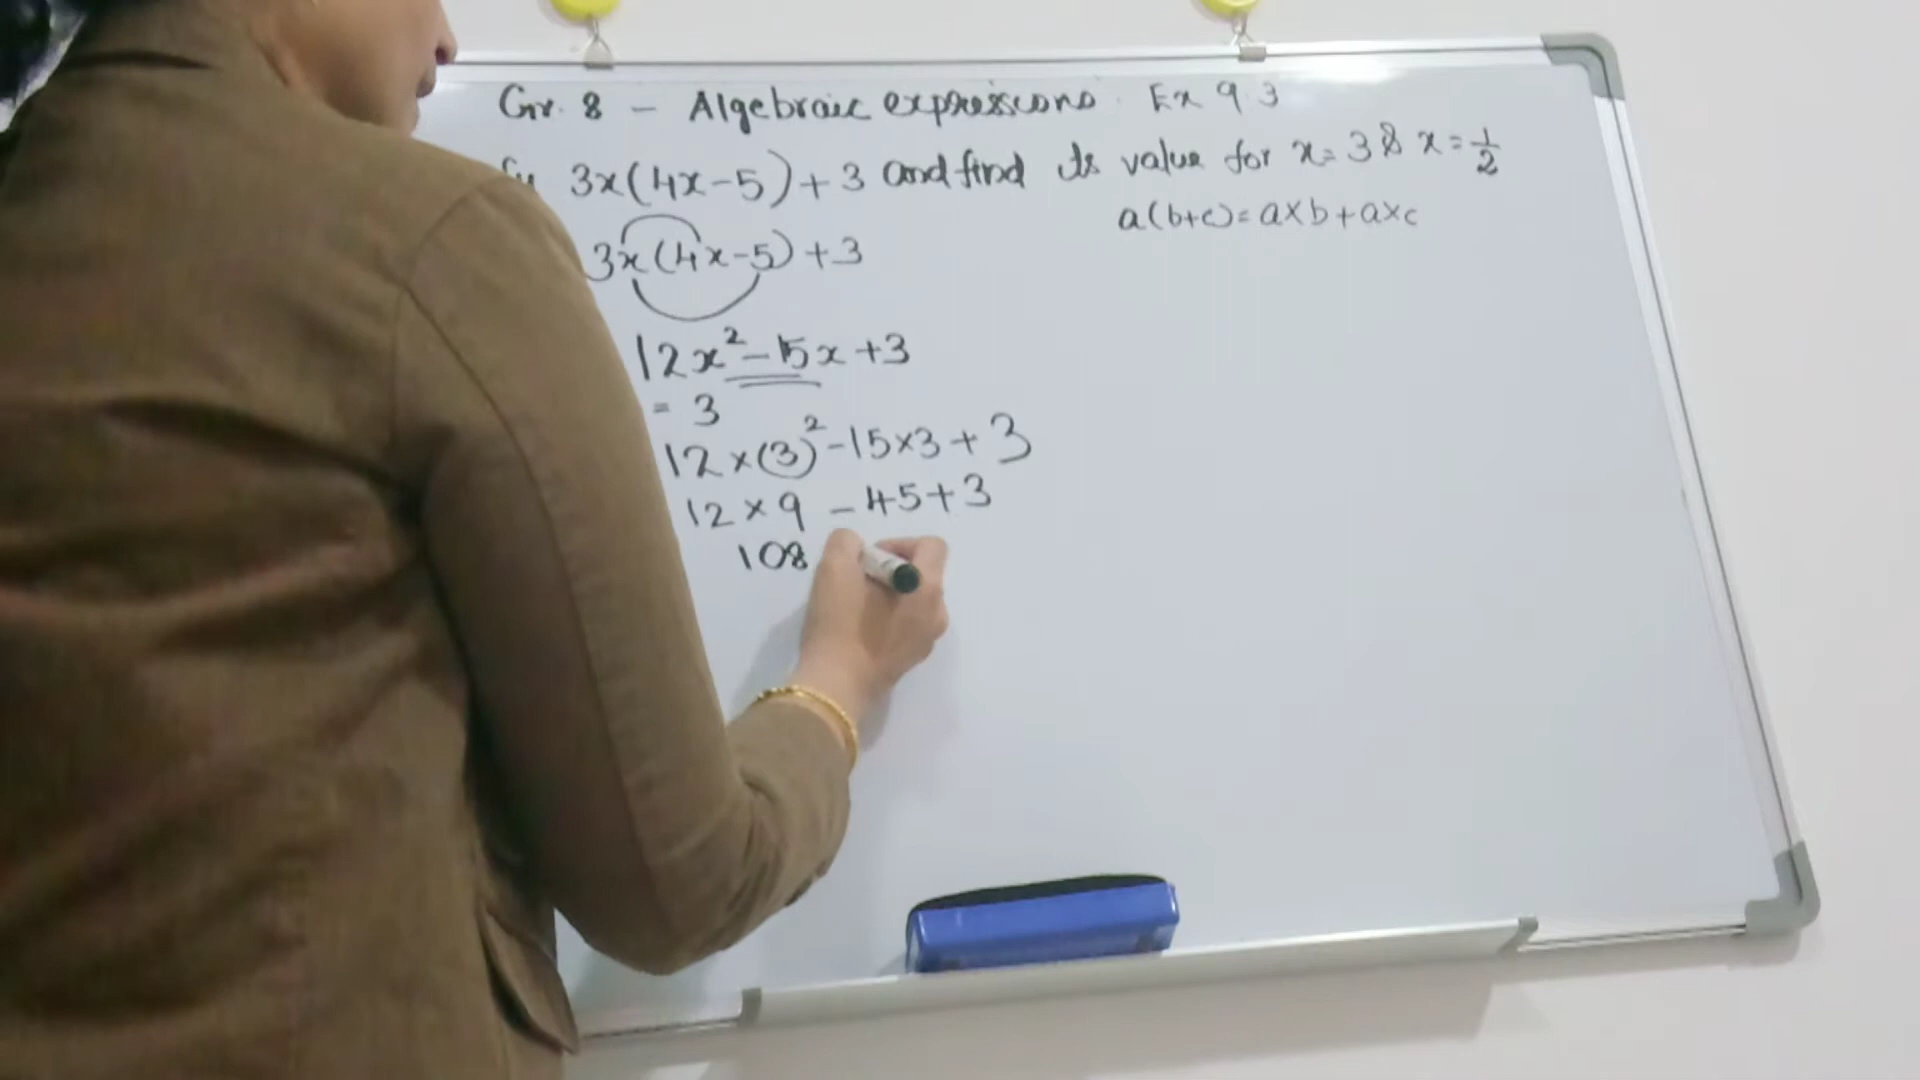 Gr. 8 - Algebraic expressions. Ex 9.3
3x(4x-5)+3 and find its value for x=3 & x=1/2
a(b+c)=a×b+a×c
3x(4x-5)+3
12x²-15x+3
= 3
12×(3)²-15×3+3
12×9-45+3
108